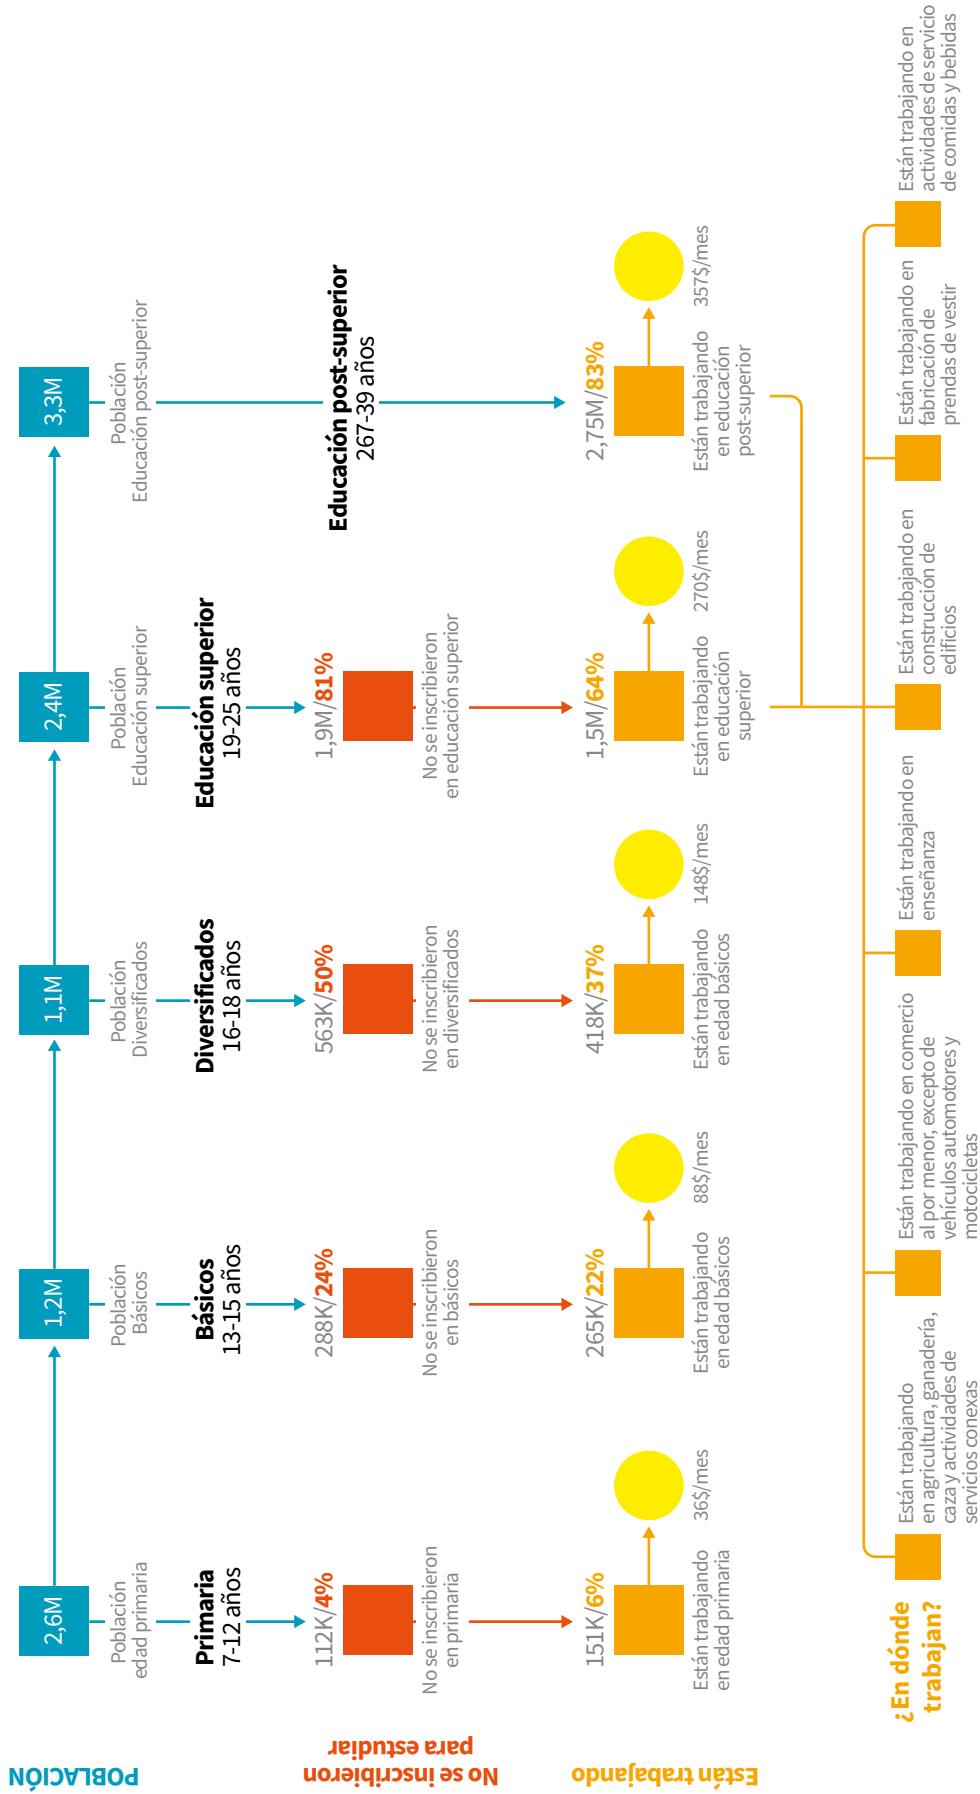 POBLACIÓN
2,6M
Población
edad primaria
1,2M
Población
Básicos
1,1M
Población
Diversificados
2,4M
Población
Educación superior
3,3M
Población
Educación post-superior
Primaria
7-12 años
Básicos
13-15 años
Diversificados
16-18 años
Educación superior
19-25 años
Educación post-superior
267-39 años
No se inscribieron
para estudiar
112K/4%
No se inscribieron
en primaria
288K/24%
No se inscribieron
en básicos
563K/50%
No se inscribieron
en diversificados
1,9M/81%
No se inscribieron
en educación superior
Están trabajando
151K/6%
Están trabajando
en edad primaria
36$/mes
265K/22%
Están trabajando
en edad básicos
88$/mes
418K/37%
Están trabajando
en edad básicos
148$/mes
1,5M/64%
Están trabajando
en educación
superior
270$/mes
2,75M/83%
Están trabajando
en educación
post-superior
357$/mes
¿En dónde
trabajan?
Están trabajando
en agricultura, ganadería,
caza y actividades de
servicios conexas
Están trabajando en comercio
al por menor, excepto de
vehículos automotores y
motocicletas
Están trabajando en
enseñanza
Están trabajando en
construcción de
edificios
Están trabajando en
fabricación de
prendas de vestir
Están trabajando en
actividades de servicio
de comidas y bebidas